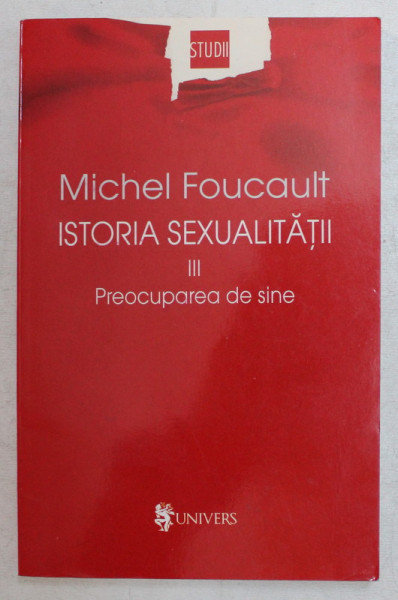 STUDII
Michel Foucault
ISTORIA SEXUALITĂȚII
III
Preocuparea de sine
UNIVERS